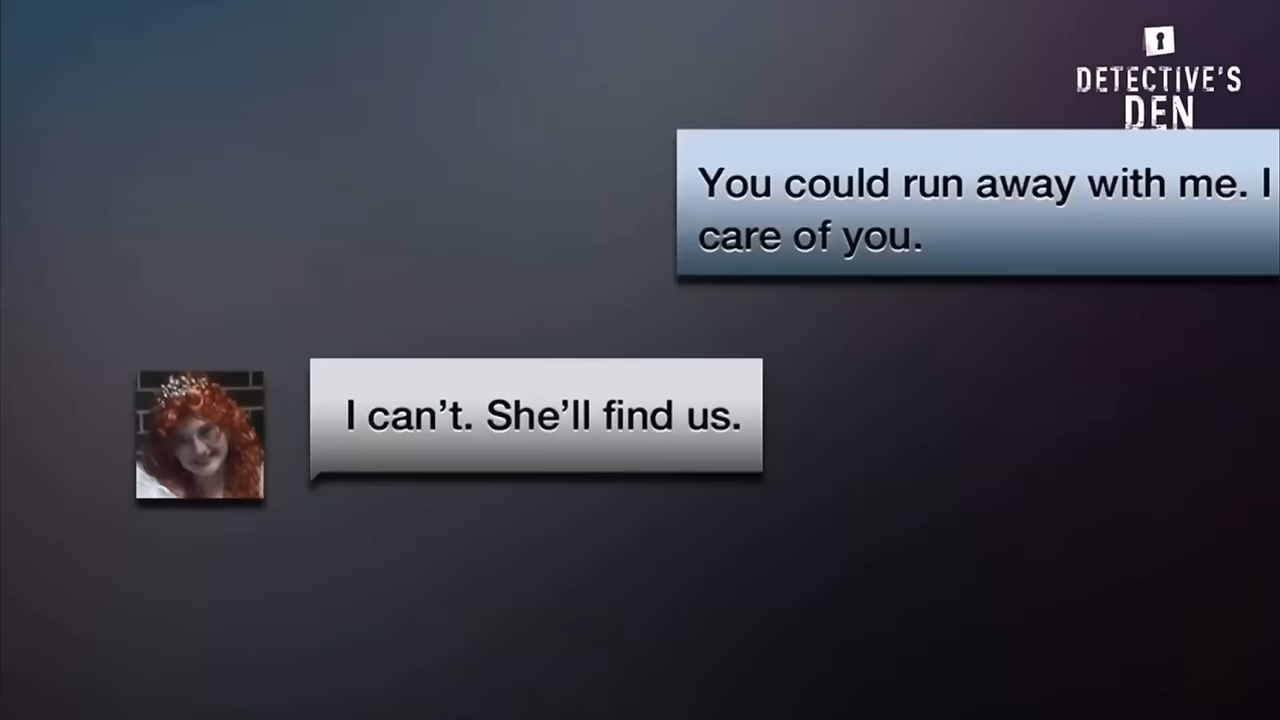 DETECTIVE'S
DEN
You could run away with me. I
care of you.
I can’t. She’ll find us.